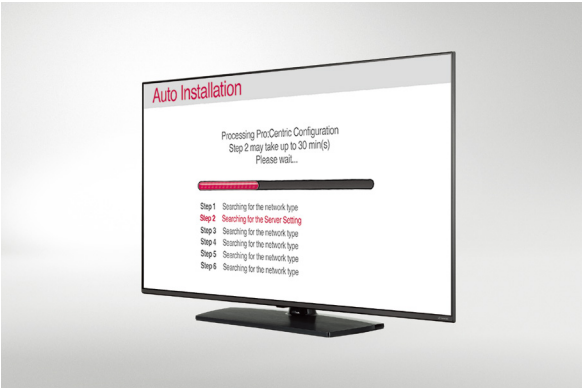 Auto Installation
Processing Pro:Centric Configuration
Step 2 may take up to 30 min(s)
Please wait...
Step 1 Searching for the network type
Step 2 Searching for the Server Setting
Step 3 Searching for the network type
Step 4 Searching for the network type
Step 5 Searching for the network type
Step 6 Searching for the network type